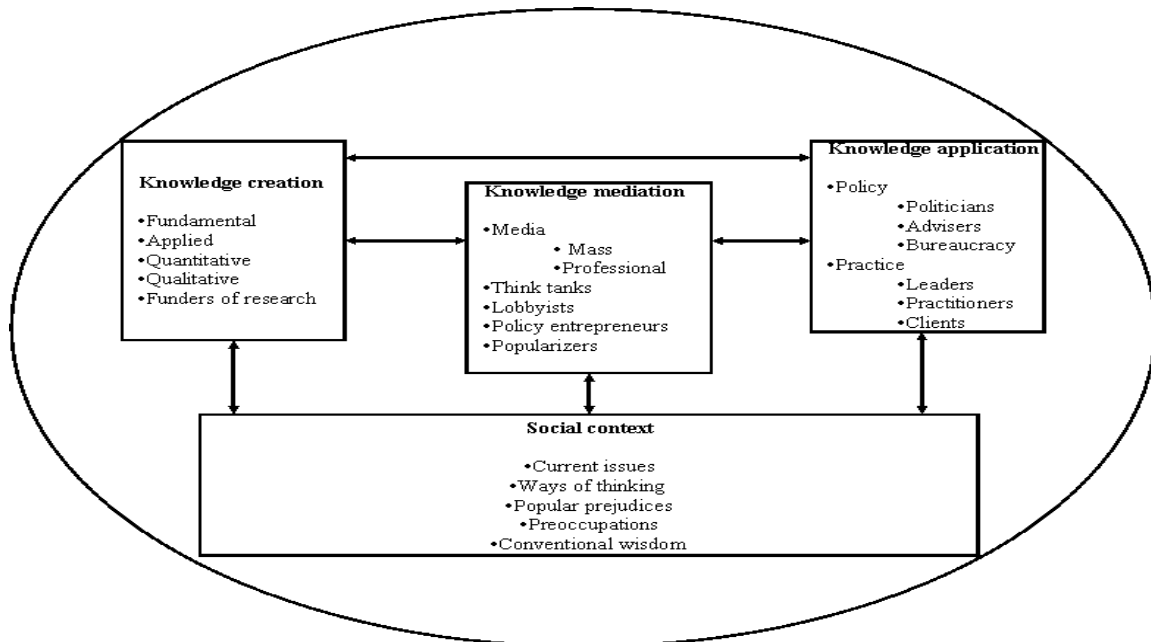 Knowledge creation
•Fundamental
•Applied
•Quantitative
•Qualitative
•Funders of research
Knowledge mediation
•Media
•Mass
•Professional
•Think tanks
•Lobbyists
•Policy entrepreneurs
•Popularizers
Knowledge application
•Policy
•Politicians
•Advisers
•Bureaucracy
•Practice
•Leaders
•Practitioners
•Clients
Social context
•Current issues
•Ways of thinking
•Popular prejudices
•Preoccupations
•Conventional wisdom